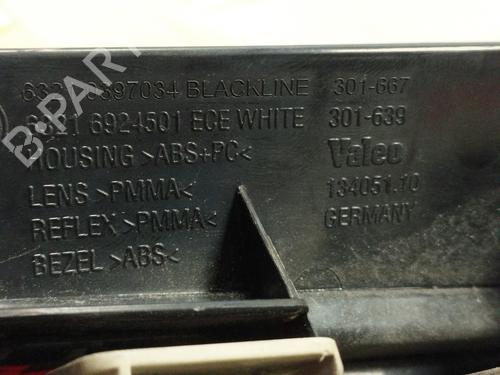 BLACKLINE 301-667
6924501 ECE WHITE 301-639
HOUSING >ABS+PC< Valeo
LENS >PMMA< 134051.10
REFLEX >PMMA< GERMANY
BEZEL >ABS<